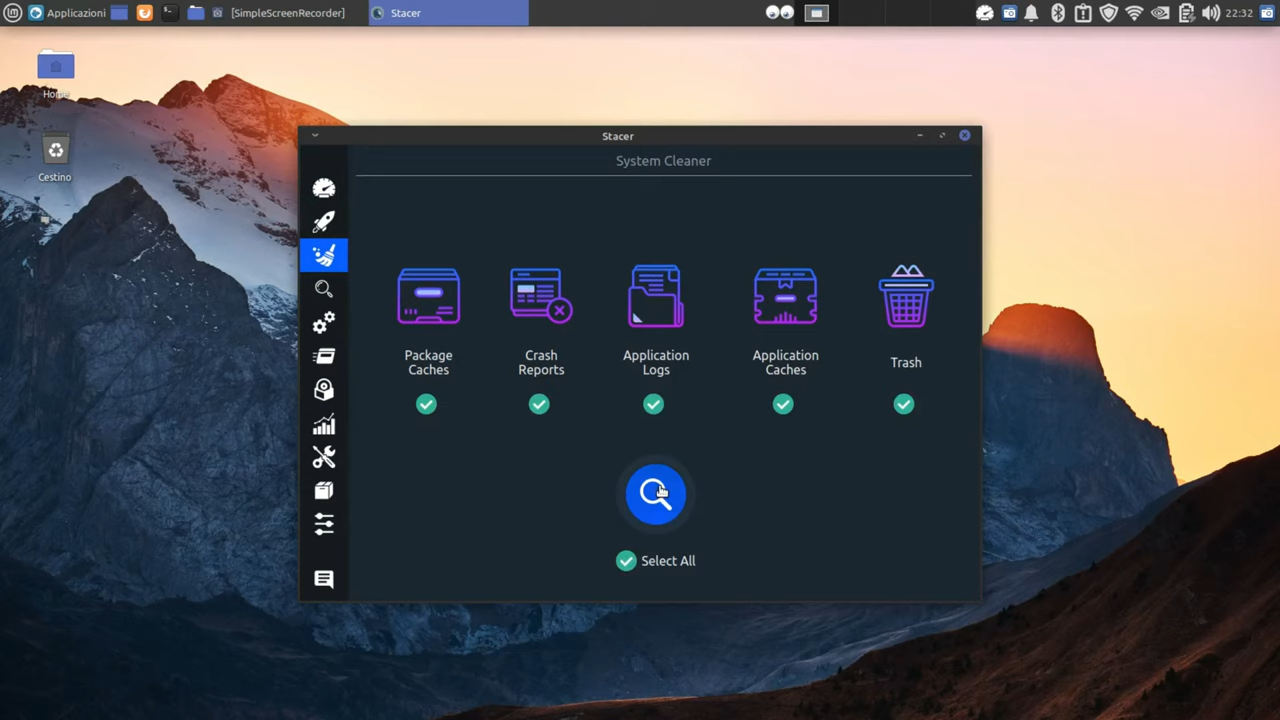 Applicazioni
[SimpleScreenRecorder]
Stacer
22:32
Home
Cestino
Stacer
System Cleaner
Package
Caches
Crash
Reports
Application
Logs
Application
Caches
Trash
Select All